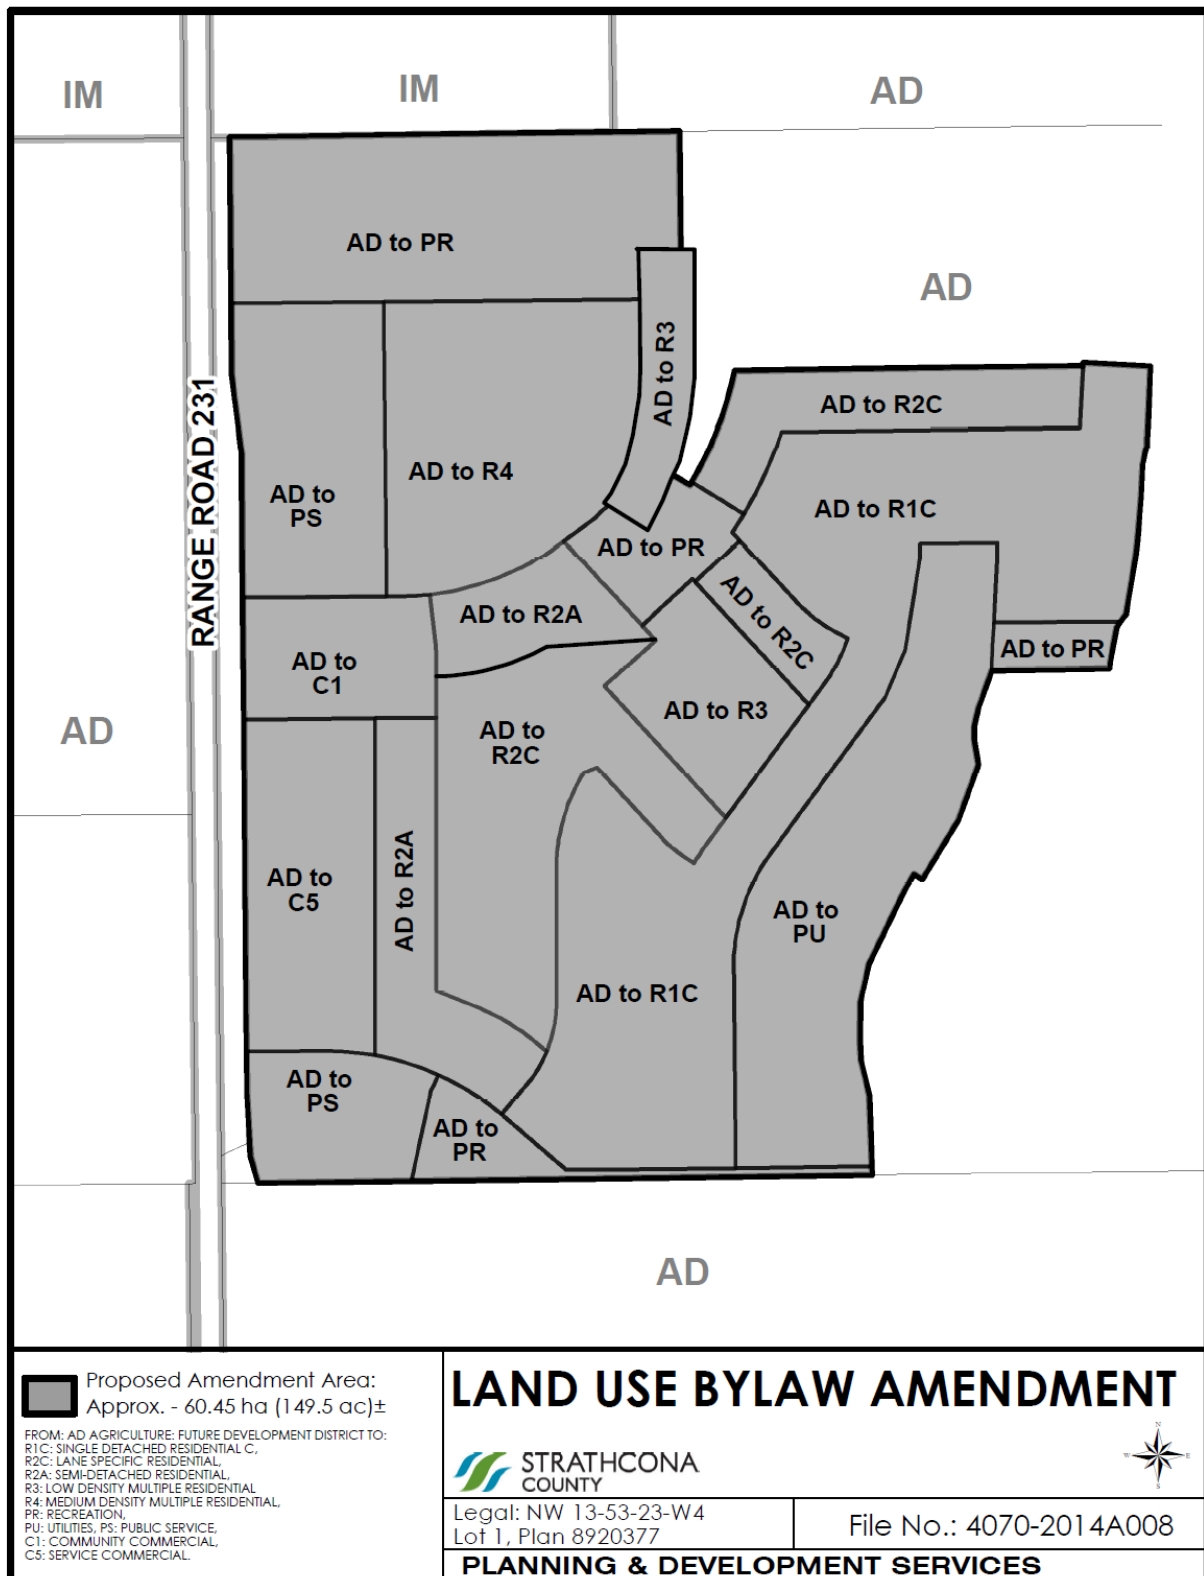 IM
IM
AD
AD to PR
AD
AD to R3
RANGE ROAD 231
AD to R2C
AD to R4
AD to
PS
AD to R1C
AD to PR
AD to R2A
AD to R2C
AD to PR
AD to
C1
AD to R3
AD
AD to
R2C
AD to R2A
AD to
C5
AD to
PU
AD to R1C
AD to
PS
AD to
PR
AD
Proposed Amendment Area:
Approx. - 60.45 ha (149.5 ac)±
FROM: AD AGRICULTURE: FUTURE DEVELOPMENT DISTRICT TO:
R1C: SINGLE DETACHED RESIDENTIAL C,
R2C: LANE SPECIFIC RESIDENTIAL,
R2A: SEMI-DETACHED RESIDENTIAL,
R3: LOW DENSITY MULTIPLE RESIDENTIAL
R4: MEDIUM DENSITY MULTIPLE RESIDENTIAL,
PR: RECREATION,
PU: UTILITIES, PS: PUBLIC SERVICE,
C1: COMMUNITY COMMERCIAL,
C5: SERVICE COMMERCIAL.
LAND USE BYLAW AMENDMENT
STRATHCONA
COUNTY
N
W
E
S
Legal: NW 13-53-23-W4
Lot 1, Plan 8920377
File No.: 4070-2014A008
PLANNING & DEVELOPMENT SERVICES